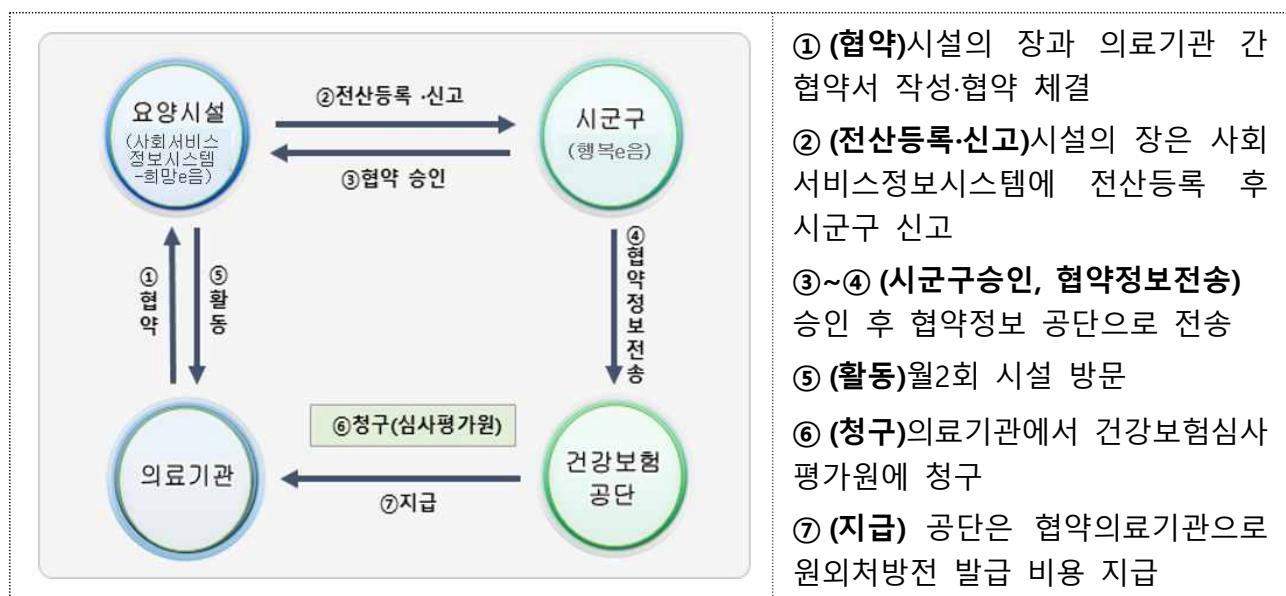 요양시설
(사회서비스
정보시스템
-희망e음)
②전산등록 ·신고
③협약 승인
시군구
(행복e음)
①협약
⑤활동
④협약정보전송
의료기관
⑥청구(심사평가원)
⑦지급
건강보험
공단
① (협약)시설의 장과 의료기관 간
협약서 작성·협약 체결
② (전산등록·신고)시설의 장은 사회
서비스정보시스템에 전산등록 후
시군구 신고
③~④ (시군구승인, 협약정보전송)
승인 후 협약정보 공단으로 전송
⑤ (활동)월2회 시설 방문
⑥ (청구)의료기관에서 건강보험심사
평가원에 청구
⑦ (지급) 공단은 협약의료기관으로
원외처방전 발급 비용 지급